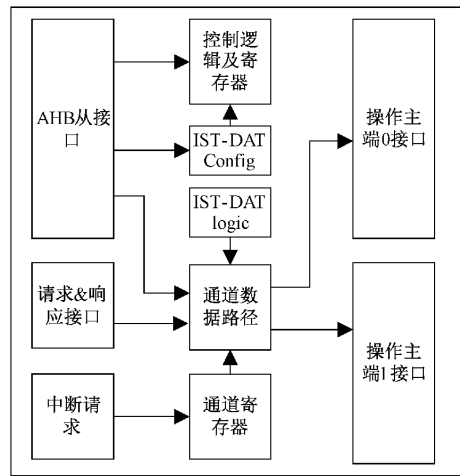 AHB从接
口
控制逻
辑及寄
存器
IST-DAT
Config
IST-DAT
logic
操作主
端0接口
请求&响
应接口
通道数
据路径
操作主
端1接口
中断请
求
通道寄
存器